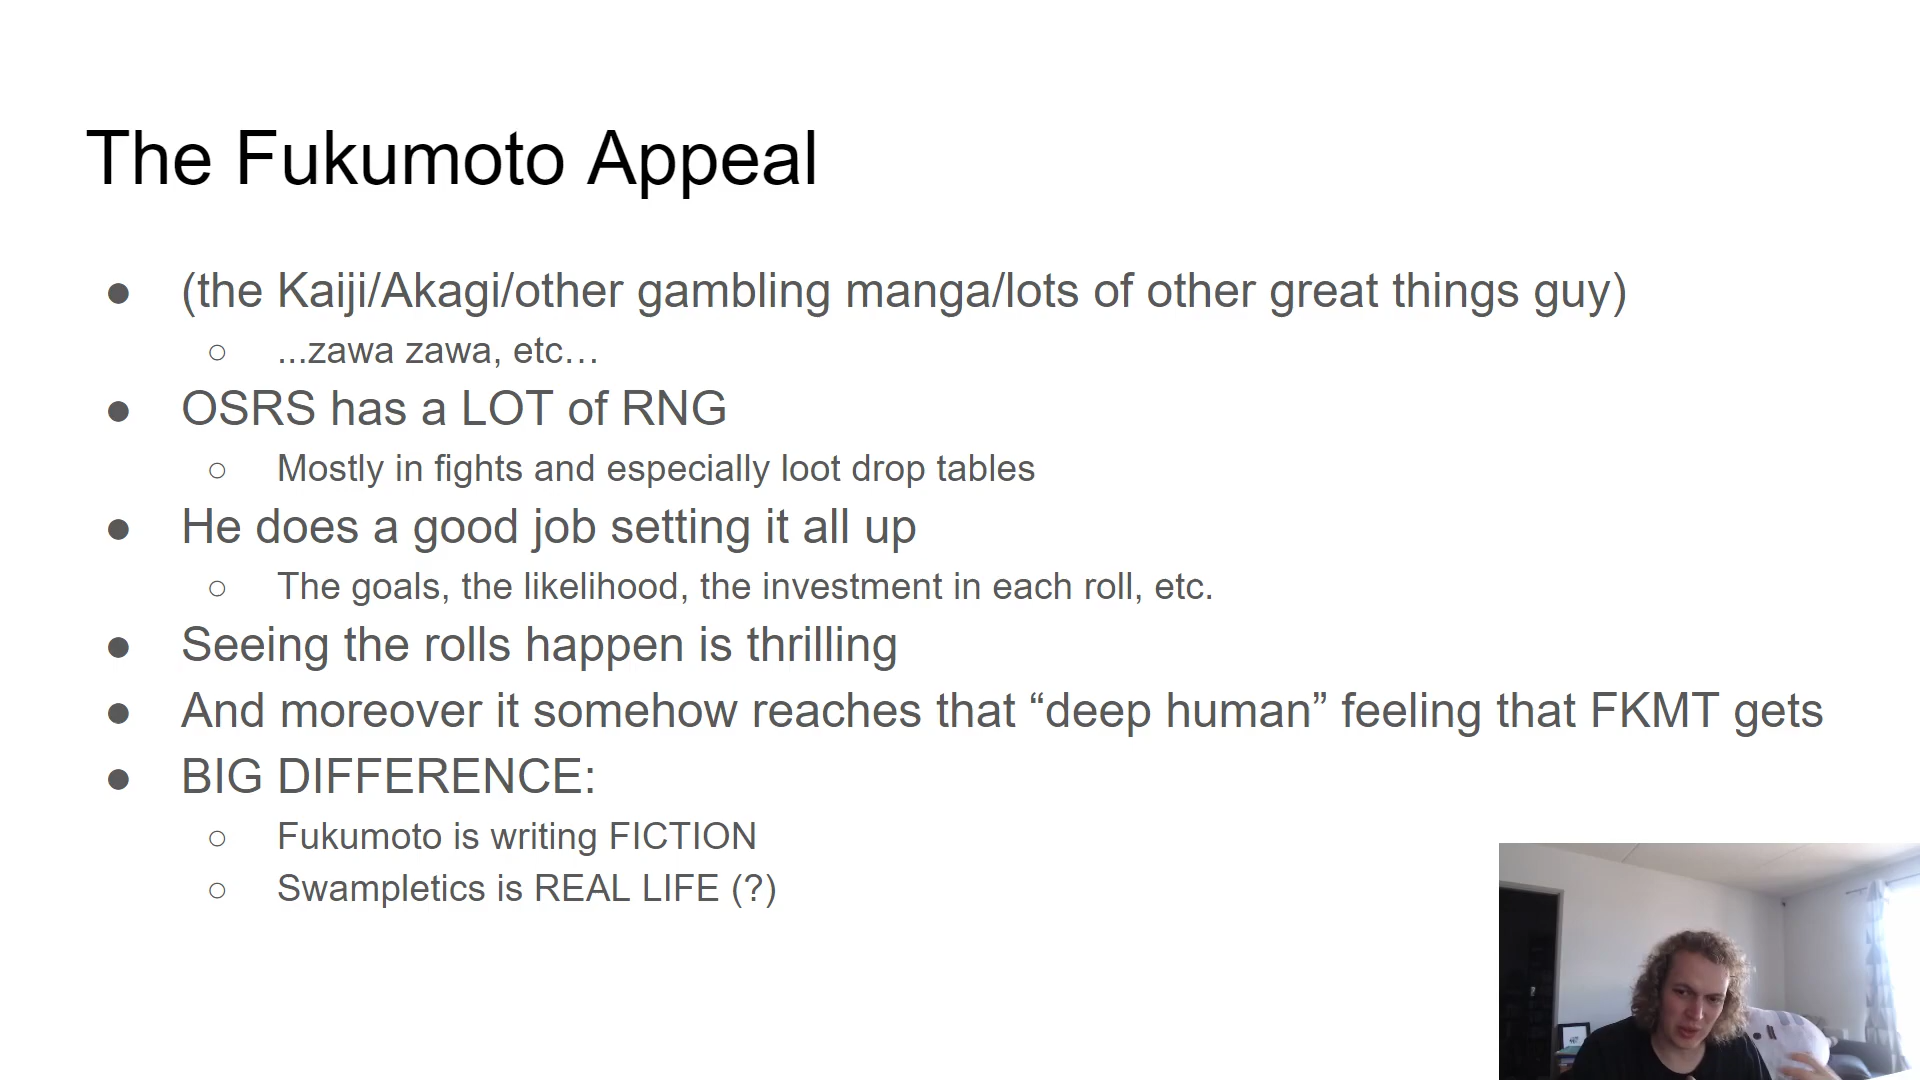 The Fukumoto Appeal
● (the Kaiji/Akagi/other gambling manga/lots of other great things guy)
○ ...zawa zawa, etc…
● OSRS has a LOT of RNG
○ Mostly in fights and especially loot drop tables
● He does a good job setting it all up
○ The goals, the likelihood, the investment in each roll, etc.
● Seeing the rolls happen is thrilling
● And moreover it somehow reaches that “deep human” feeling that FKMT gets
● BIG DIFFERENCE:
○ Fukumoto is writing FICTION
○ Swampletics is REAL LIFE (?)